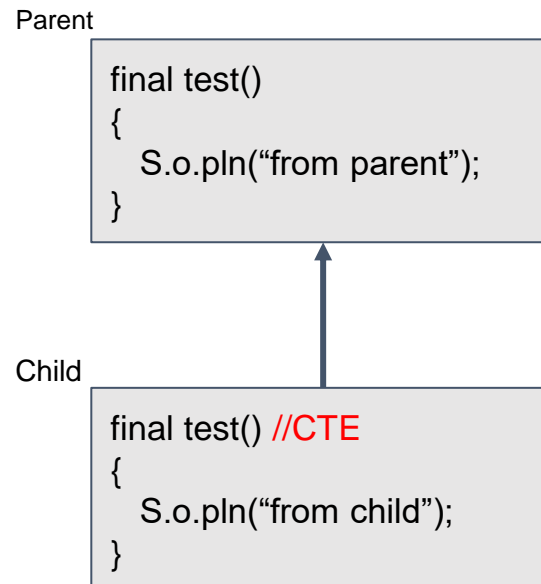 Parent
final test()
{
S.o.pln(“from parent”);
}
Child
final test() //CTE
{
S.o.pln(“from child”);
}